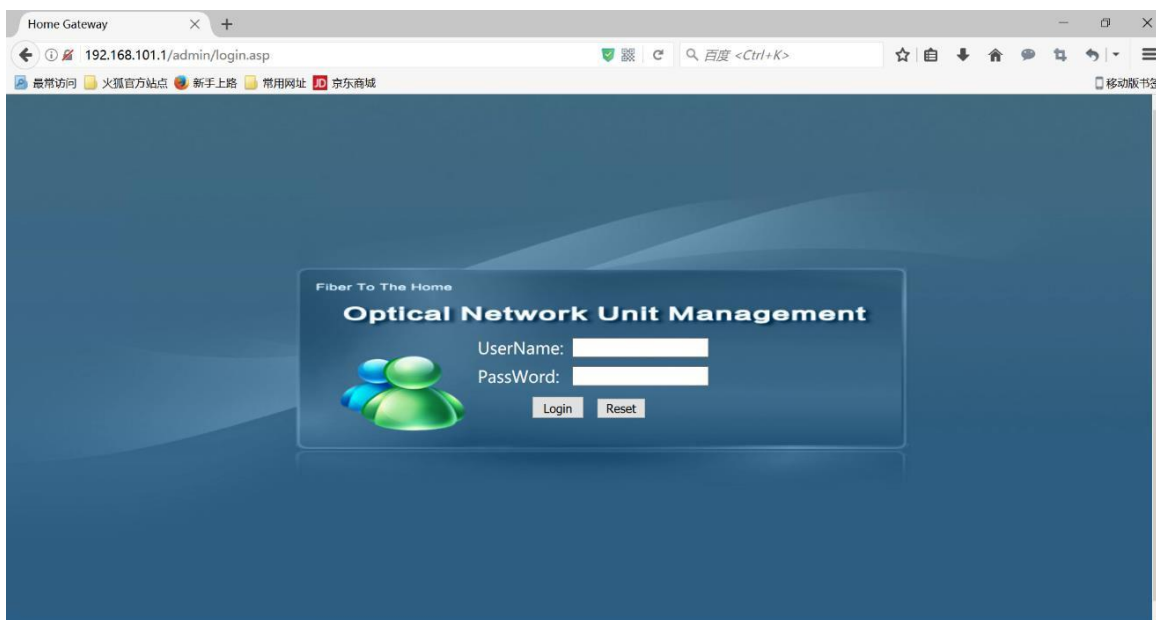 Home Gateway
192.168.101.1/admin/login.asp
百度 <Ctrl+K>
最常访问 火狐官方站点 新手上路 常用网址 JD 京东商城 移动版书签
Fiber To The Home
Optical Network Unit Management
UserName:
PassWord:
Login Reset